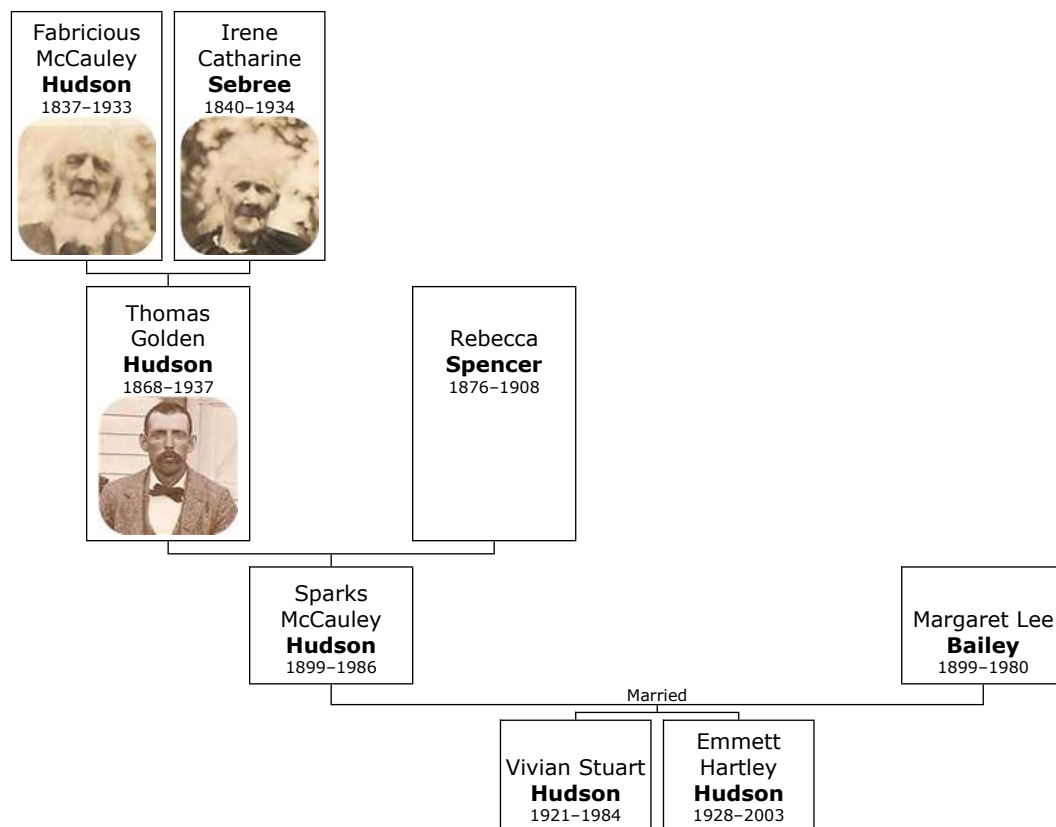 Fabricious
McCauley
Hudson
1837–1933
Irene
Catharine
Sebree
1840–1934
Thomas
Golden
Hudson
1868–1937
Rebecca
Spencer
1876–1908
Sparks
McCauley
Hudson
1899–1986
Margaret Lee
Bailey
1899–1980
Married
Vivian Stuart
Hudson
1921–1984
Emmett
Hartley
Hudson
1928–2003